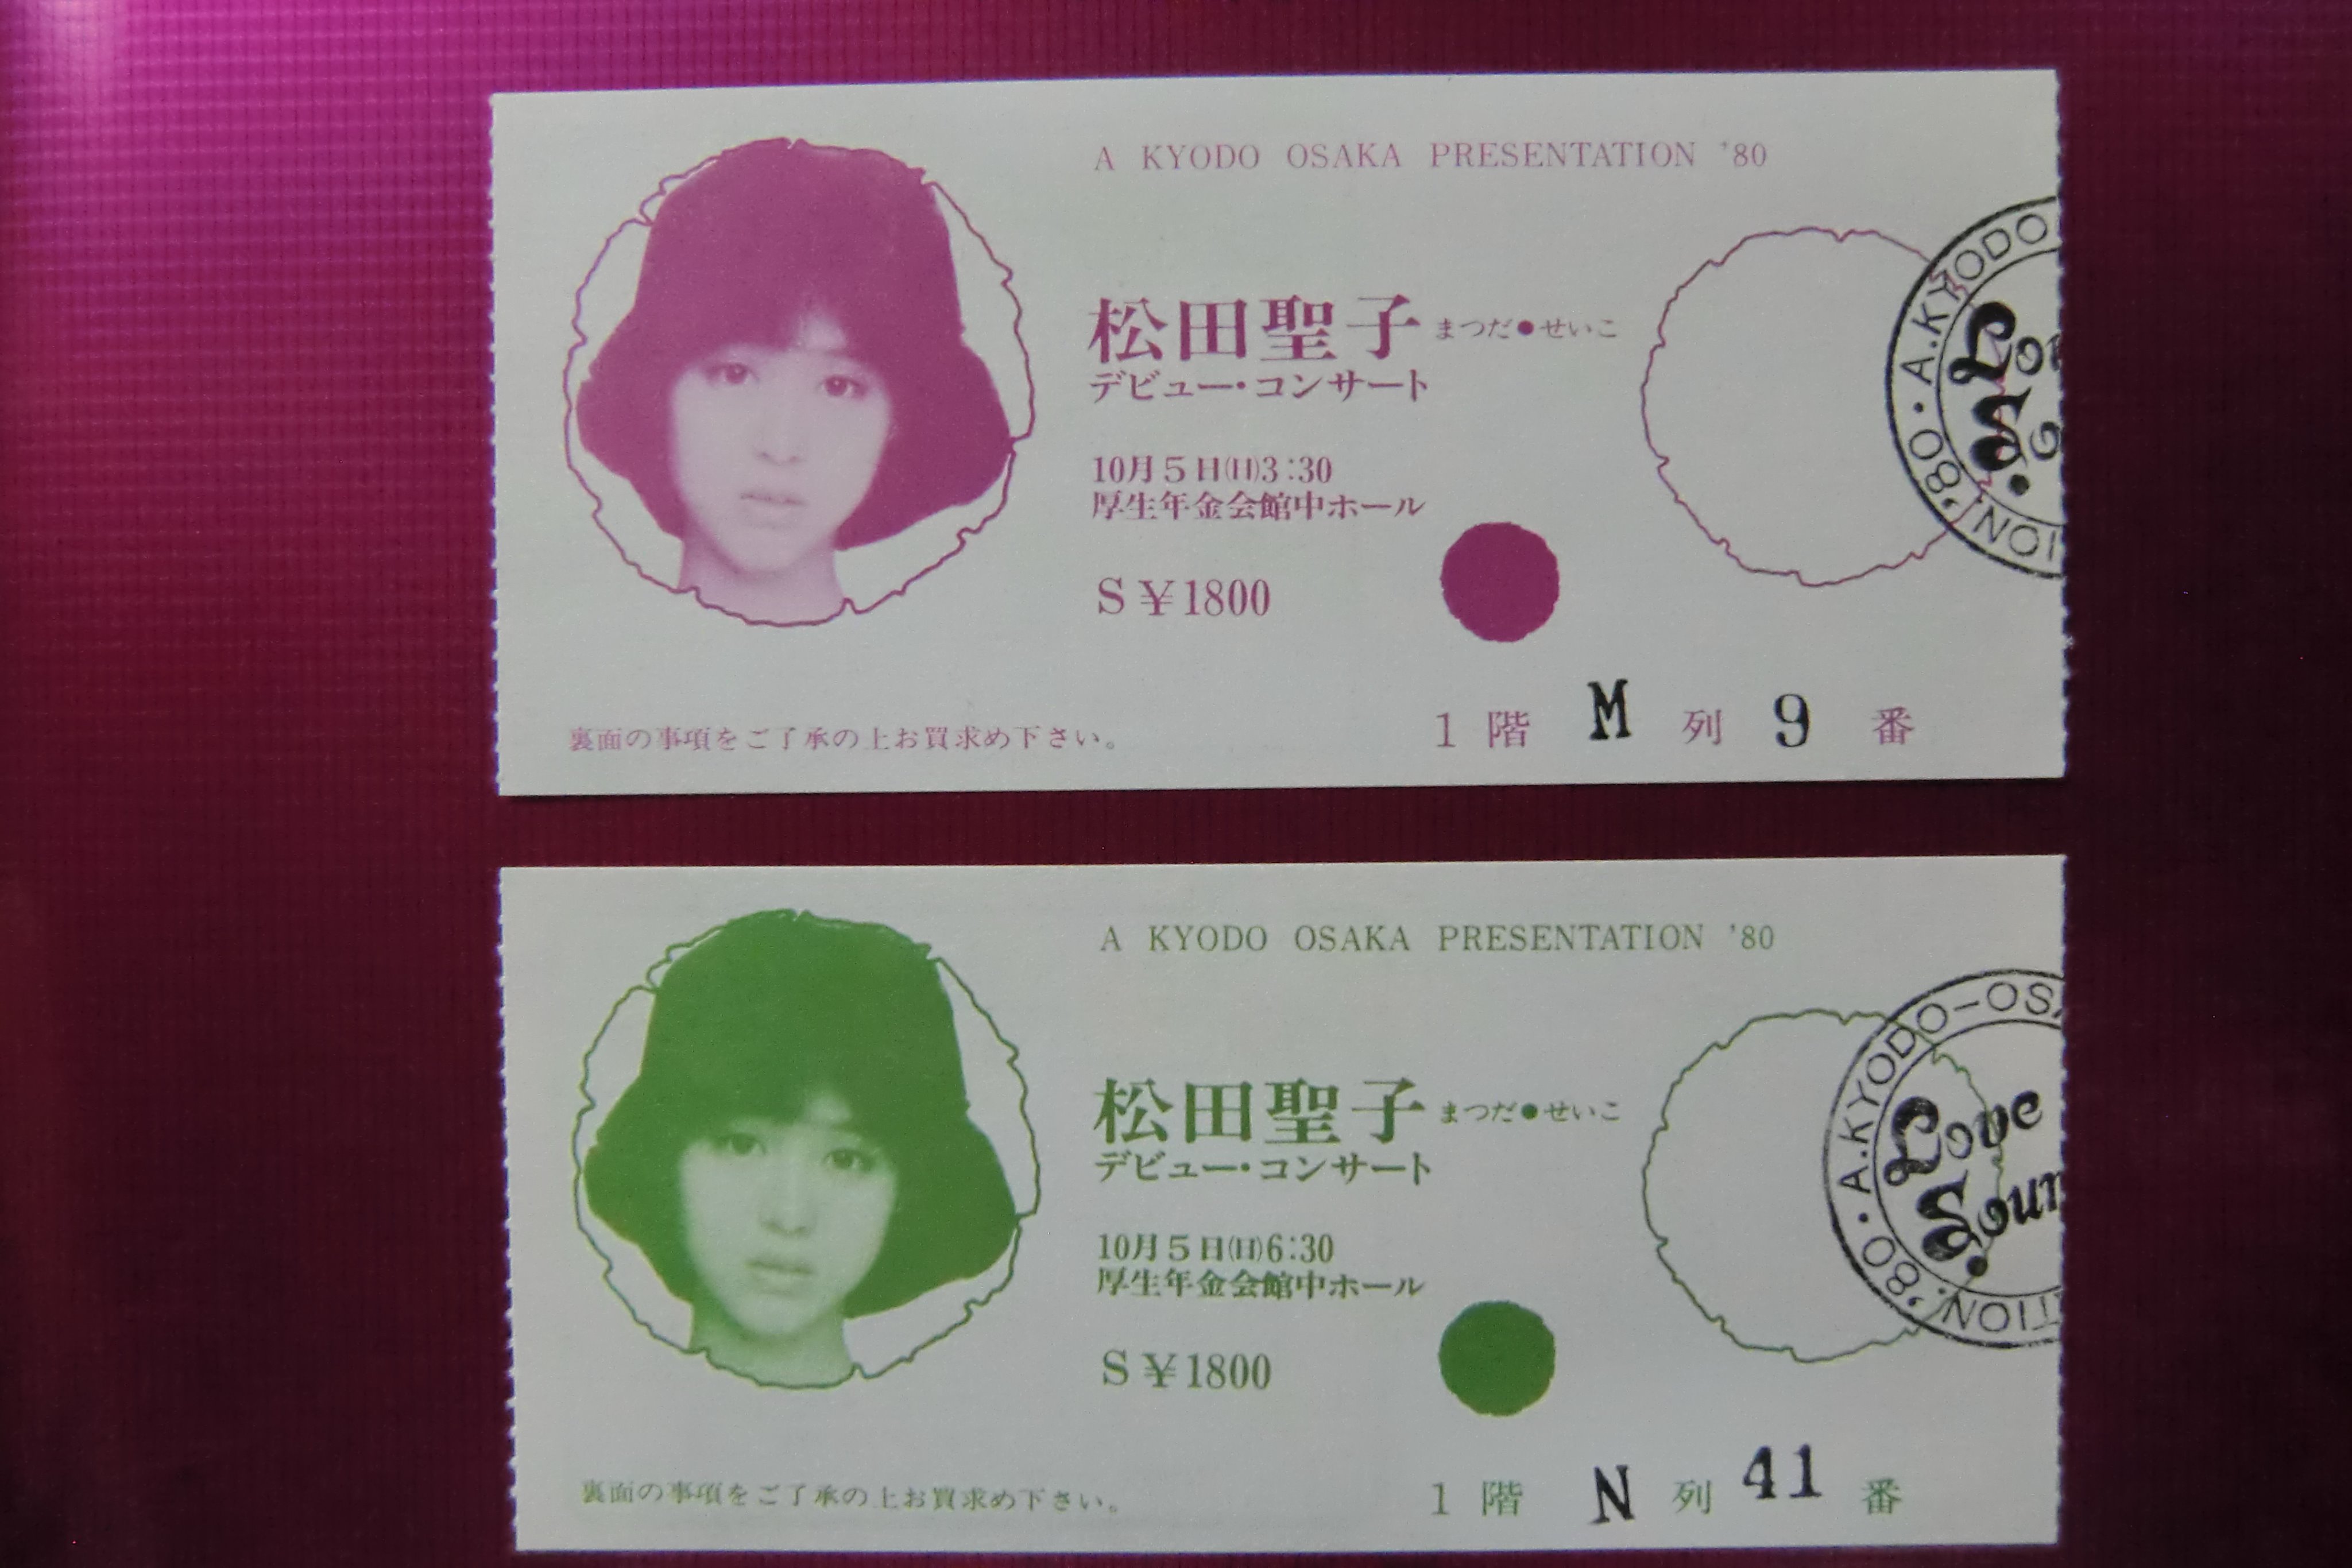 A KYODO OSAKA PRESENTATION '80
松田聖子 まつだ●せいこ
デビュー・コンサート
10月5日(日)3:30
厚生年金会館中ホール
S ¥1800
1階 M 列 9 番
裏面の事項をご了承の上お買求め下さい。
'80・A.KYODO
A KYODO OSAKA PRESENTATION '80
松田聖子 まつだ●せいこ
デビュー・コンサート
10月5日(日)6:30
厚生年金会館中ホール
S ¥1800
1階 N 列 41 番
裏面の事項をご了承の上お買求め下さい。
'80・A.KYODO-OSA
Love
Soun